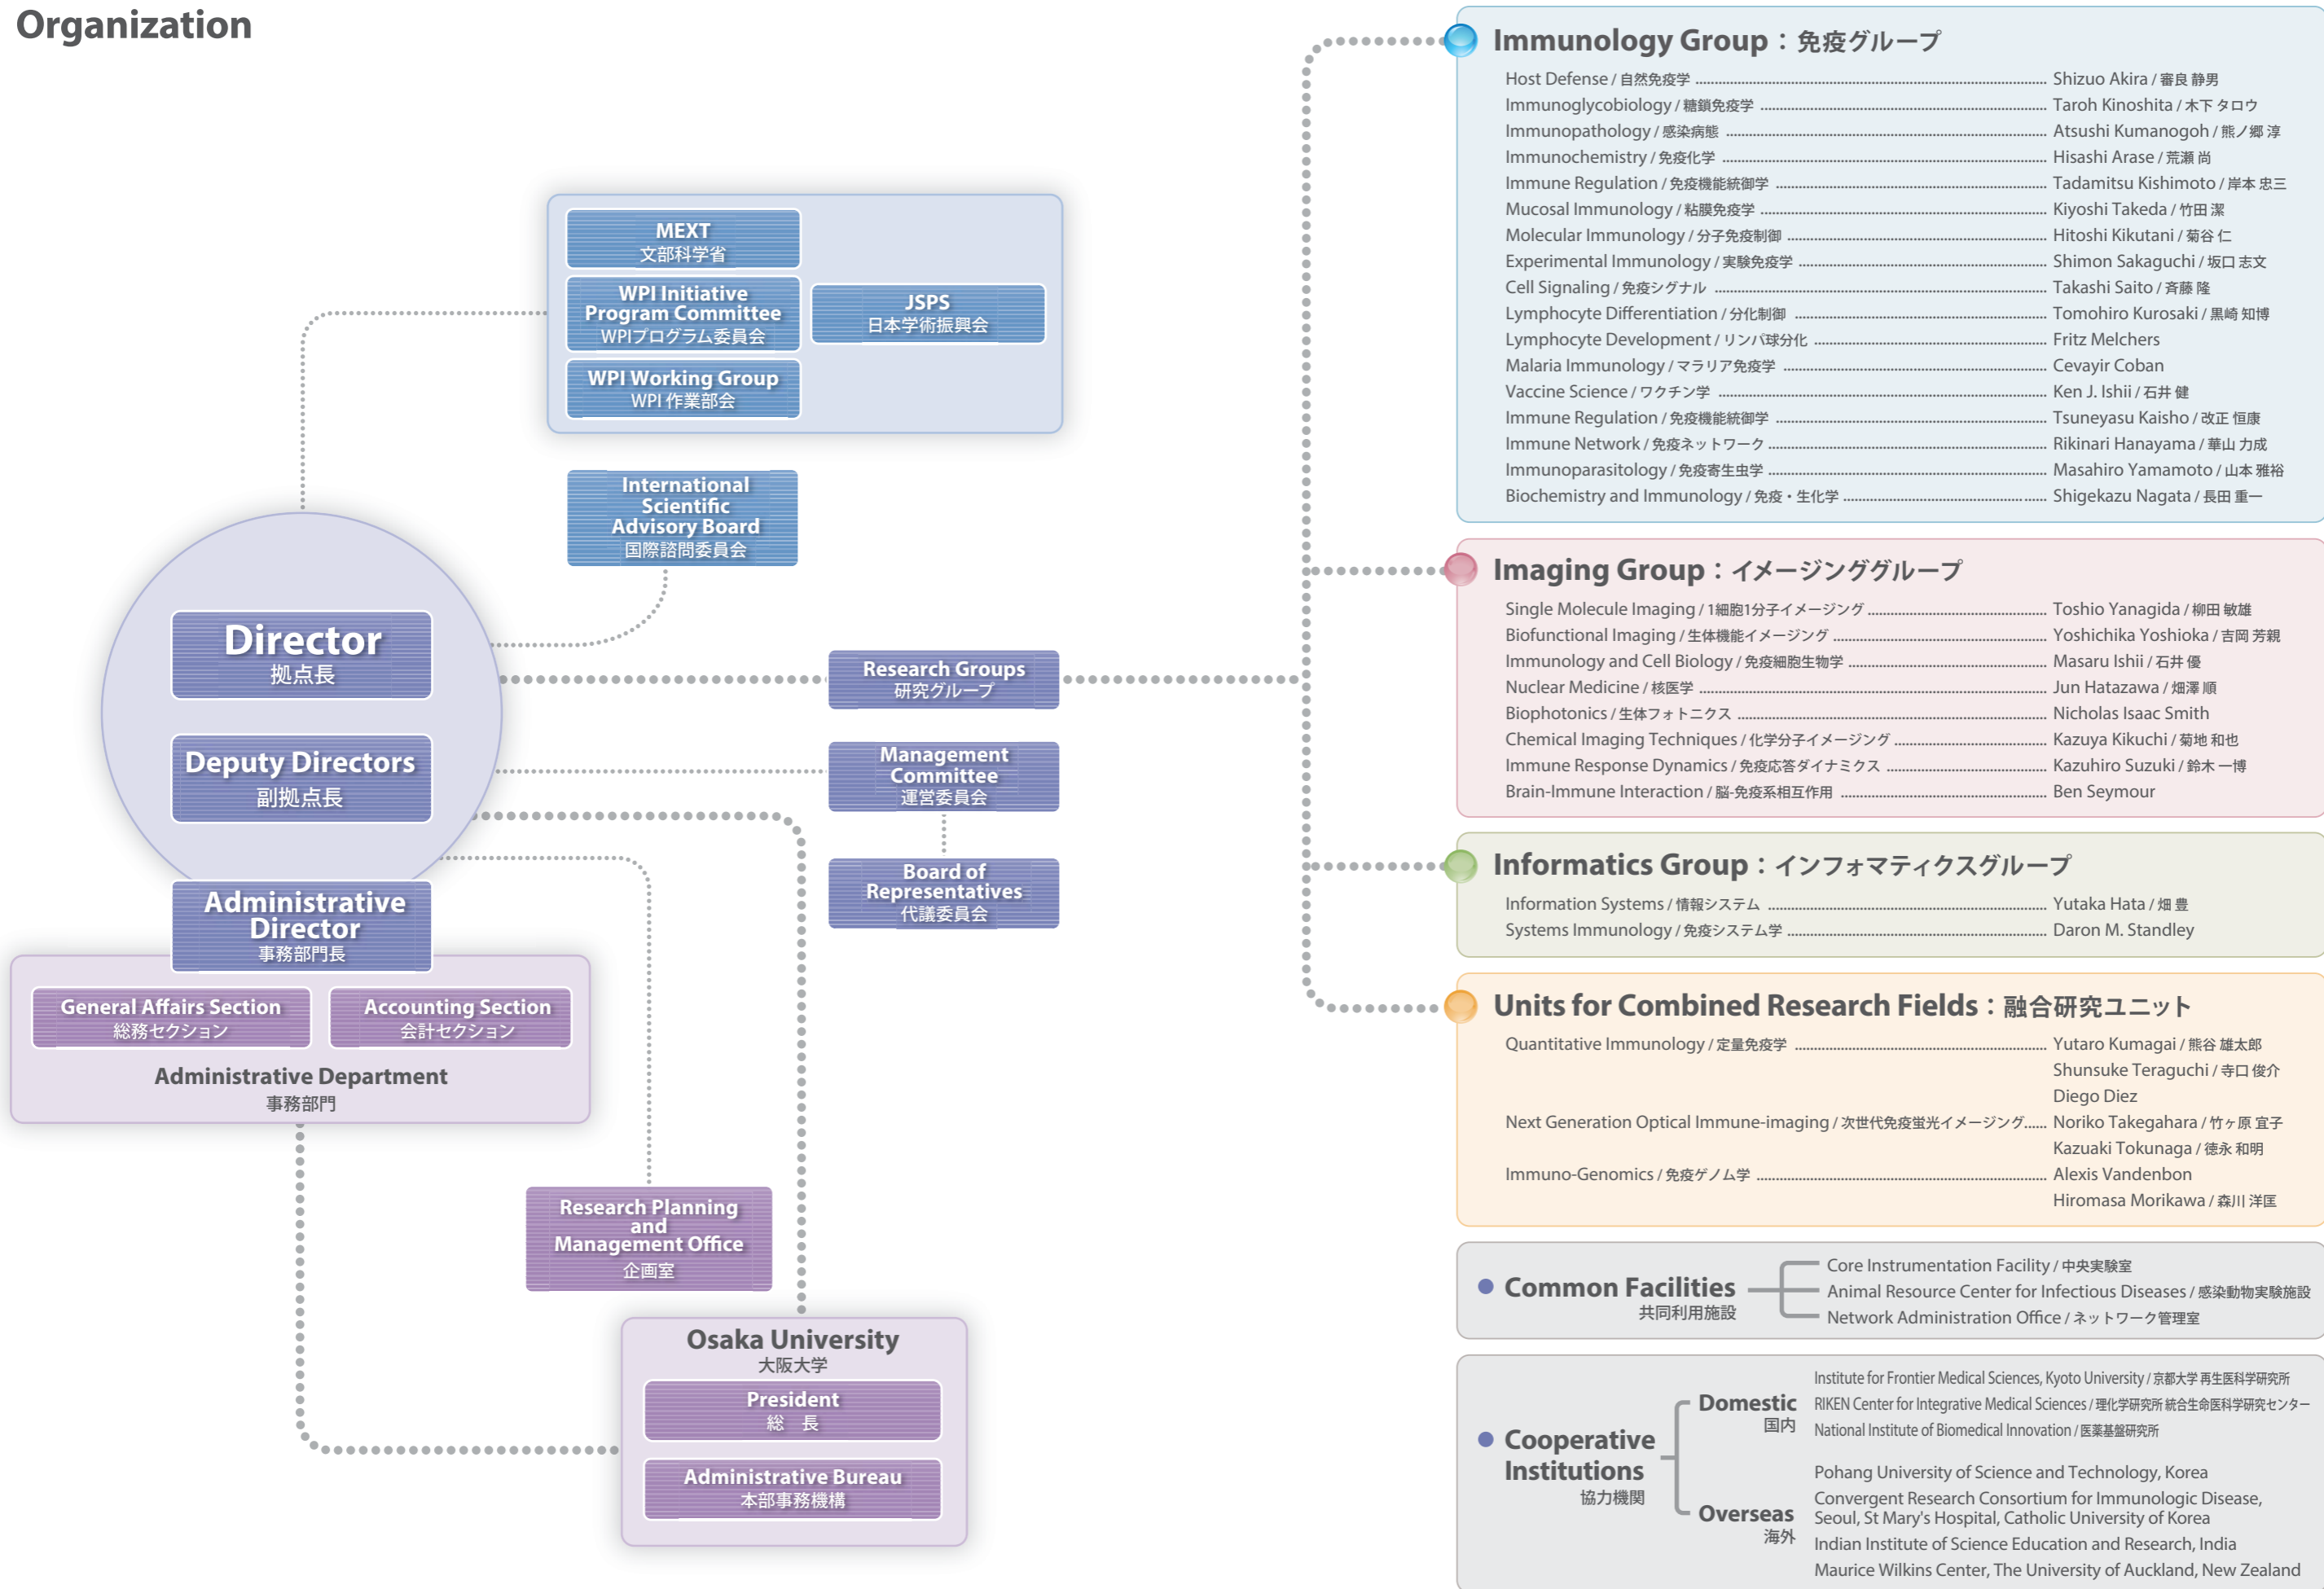 Organization
MEXT
文部科学省
WPI Initiative
Program Committee
WPIプログラム委員会
JSPS
日本学術振興会
WPI Working Group
WPI 作業部会
International
Scientific
Advisory Board
国際諮問委員会
Director
拠点長
Deputy Directors
副拠点長
Administrative
Director
事務部門長
General Affairs Section
総務セクション
Accounting Section
会計セクション
Administrative Department
事務部門
Research Groups
研究グループ
Management
Committee
運営委員会
Board of
Representatives
代議委員会
Research Planning
and
Management Office
企画室
Osaka University
大阪大学
President
総　長
Administrative Bureau
本部事務機構
Immunology Group：免疫グループ
Host Defense / 自然免疫学 ........ Shizuo Akira / 審良 静男
Immunoglycobiology / 糖鎖免疫学 ........ Taroh Kinoshita / 木下 タロウ
Immunopathology / 感染病態 ........ Atsushi Kumanogoh / 熊ノ郷 淳
Immunochemistry / 免疫化学 ........ Hisashi Arase / 荒瀬 尚
Immune Regulation / 免疫機能統御学 ........ Tadamitsu Kishimoto / 岸本 忠三
Mucosal Immunology / 粘膜免疫学 ........ Kiyoshi Takeda / 竹田 潔
Molecular Immunology / 分子免疫制御 ........ Hitoshi Kikutani / 菊谷 仁
Experimental Immunology / 実験免疫学 ........ Shimon Sakaguchi / 坂口 志文
Cell Signaling / 免疫シグナル ........ Takashi Saito / 斉藤 隆
Lymphocyte Differentiation / 分化制御 ........ Tomohiro Kurosaki / 黒崎 知博
Lymphocyte Development / リンパ球分化 ........ Fritz Melchers
Malaria Immunology / マラリア免疫学 ........ Cevayir Coban
Vaccine Science / ワクチン学 ........ Ken J. Ishii / 石井 健
Immune Regulation / 免疫機能統御学 ........ Tsuneyasu Kaisho / 改正 恒康
Immune Network / 免疫ネットワーク ........ Rikinari Hanayama / 華山 力成
Immunoparasitology / 免疫寄生虫学 ........ Masahiro Yamamoto / 山本 雅裕
Biochemistry and Immunology / 免疫・生化学 ........ Shigekazu Nagata / 長田 重一
Imaging Group：イメージンググループ
Single Molecule Imaging / 1細胞1分子イメージング ........ Toshio Yanagida / 柳田 敏雄
Biofunctional Imaging / 生体機能イメージング ........ Yoshichika Yoshioka / 吉岡 芳親
Immunology and Cell Biology / 免疫細胞生物学 ........ Masaru Ishii / 石井 優
Nuclear Medicine / 核医学 ........ Jun Hatazawa / 畑澤 順
Biophotonics / 生体フォトニクス ........ Nicholas Isaac Smith
Chemical Imaging Techniques / 化学分子イメージング ........ Kazuya Kikuchi / 菊地 和也
Immune Response Dynamics / 免疫応答ダイナミクス ........ Kazuhiro Suzuki / 鈴木 一博
Brain-Immune Interaction / 脳-免疫系相互作用 ........ Ben Seymour
Informatics Group：インフォマティクスグループ
Information Systems / 情報システム ........ Yutaka Hata / 畑 豊
Systems Immunology / 免疫システム学 ........ Daron M. Standley
Units for Combined Research Fields：融合研究ユニット
Quantitative Immunology / 定量免疫学 ........ Yutaro Kumagai / 熊谷 雄太郎
Shunsuke Teraguchi / 寺口 俊介
Diego Diez
Next Generation Optical Immune-imaging / 次世代免疫蛍光イメージング...... Noriko Takegahara / 竹ヶ原 宜子
Kazuaki Tokunaga / 徳永 和明
Immuno-Genomics / 免疫ゲノム学 ........ Alexis Vandenbon
Hiromasa Morikawa / 森川 洋匡
Common Facilities
共同利用施設
Core Instrumentation Facility / 中央実験室
Animal Resource Center for Infectious Diseases / 感染動物実験施設
Network Administration Office / ネットワーク管理室
Cooperative
Institutions
協力機関
Domestic
国内
Institute for Frontier Medical Sciences, Kyoto University / 京都大学 再生医科学研究所
RIKEN Center for Integrative Medical Sciences / 理化学研究所 統合生命医科学研究センター
National Institute of Biomedical Innovation / 医薬基盤研究所
Overseas
海外
Pohang University of Science and Technology, Korea
Convergent Research Consortium for Immunologic Disease,
Seoul, St Mary's Hospital, Catholic University of Korea
Indian Institute of Science Education and Research, India
Maurice Wilkins Center, The University of Auckland, New Zealand